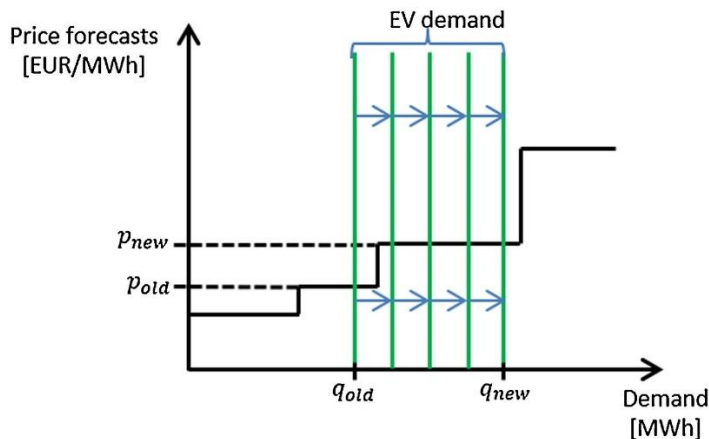 EV demand
Price forecasts
[EUR/MWh]
p_new
p_old
q_old
q_new
Demand
[MWh]